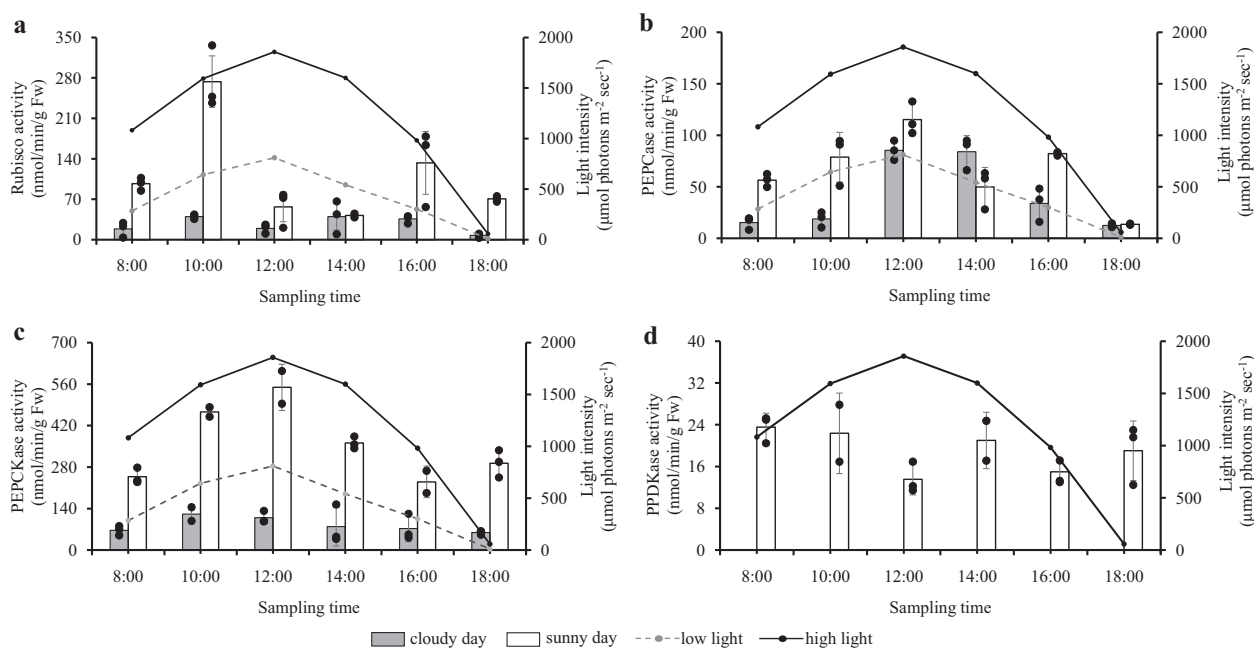 a
Rubisco activity
(nmol/min/g Fw)
350
280
210
140
70
0
2000
1500
1000
500
0
Light intensity
(μmol photons m⁻² sec⁻¹)
8:00 10:00 12:00 14:00 16:00 18:00
Sampling time
b
PEPCase activity
(nmol/min/g Fw)
200
150
100
50
0
2000
1500
1000
500
0
Light intensity
(μmol photons m⁻² sec⁻¹)
8:00 10:00 12:00 14:00 16:00 18:00
Sampling time
c
PEPCKase activity
(nmol/min/g Fw)
700
560
420
280
140
0
2000
1500
1000
500
0
Light intensity
(μmol photons m⁻² sec⁻¹)
8:00 10:00 12:00 14:00 16:00 18:00
Sampling time
d
PPDKase activity
(nmol/min/g Fw)
40
32
24
16
8
0
2000
1500
1000
500
0
Light intensity
(μmol photons m⁻² sec⁻¹)
8:00 10:00 12:00 14:00 16:00 18:00
Sampling time
cloudy day sunny day low light high light